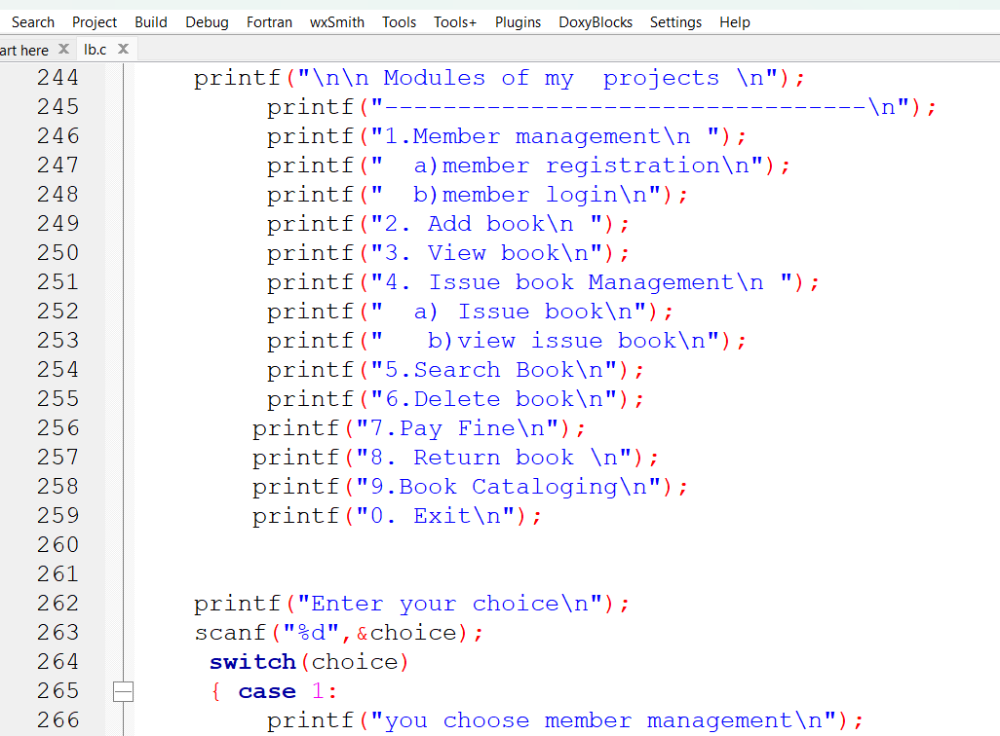 Search Project Build Debug Fortran wxSmith Tools Tools+ Plugins DoxyBlocks Settings Help
art here X lb.c X
244 printf("\n\n Modules of my  projects \n");
245 printf("---------------------------------\n");
246 printf("1.Member management\n ");
247 printf("  a)member registration\n");
248 printf("  b)member login\n");
249 printf("2. Add book\n ");
250 printf("3. View book\n");
251 printf("4. Issue book Management\n ");
252 printf("  a) Issue book\n");
253 printf("   b)view issue book\n");
254 printf("5.Search Book\n");
255 printf("6.Delete book\n");
256 printf("7.Pay Fine\n");
257 printf("8. Return book \n");
258 printf("9.Book Cataloging\n");
259 printf("0. Exit\n");
260
261
262 printf("Enter your choice\n");
263 scanf("%d",&choice);
264 switch(choice)
265 { case 1:
266 printf("you choose member management\n");